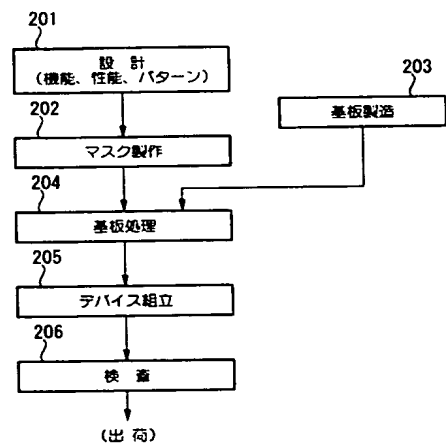 201
設 計
(機能、性能、パターン)
203
基板製造
202
マスク製作
204
基板処理
205
デバイス組立
206
検 査
(出 荷)